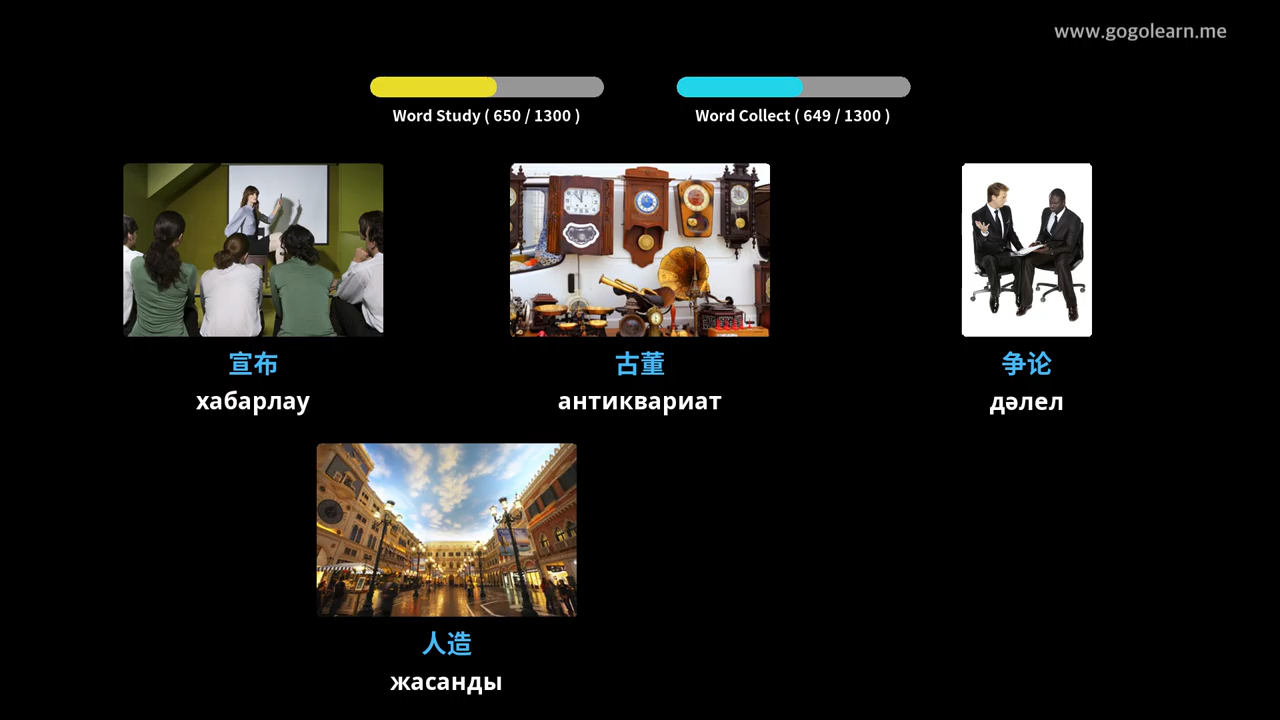 www.gogolearn.me
Word Study ( 650 / 1300 )
Word Collect ( 649 / 1300 )
宣布
хабарлау
古董
антиквариат
争论
дәлел
人造
жасанды